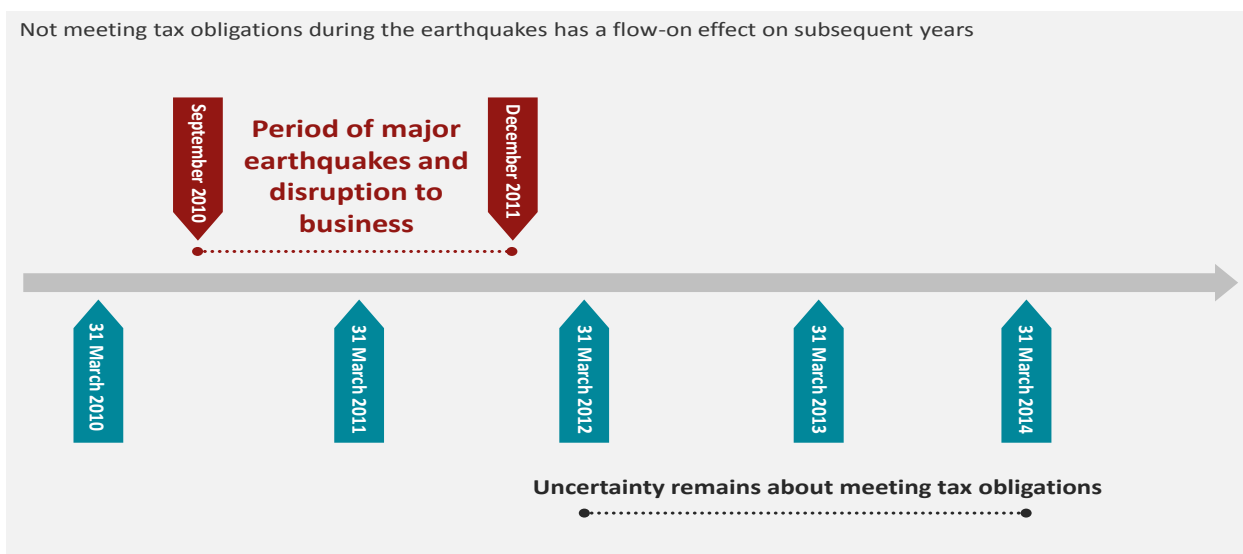 Not meeting tax obligations during the earthquakes has a flow-on effect on subsequent years
September 2010
Period of major
earthquakes and
disruption to
business
December 2011
31 March 2010
31 March 2011
31 March 2012
31 March 2013
31 March 2014
Uncertainty remains about meeting tax obligations